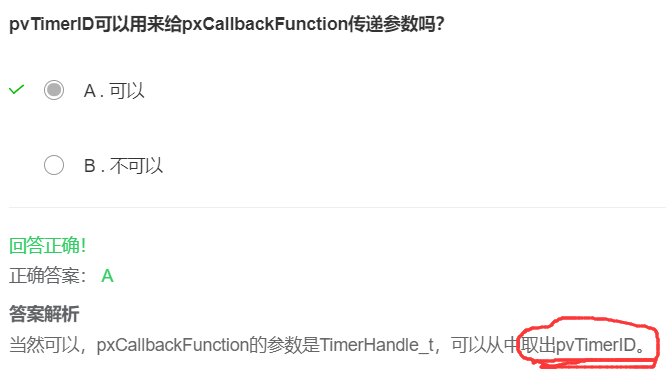 pvTimerID可以用来给pxCallbackFunction传递参数吗？
A . 可以
B . 不可以
回答正确！
正确答案： A
答案解析
当然可以，pxCallbackFunction的参数是TimerHandle_t，可以从中取出pvTimerID。